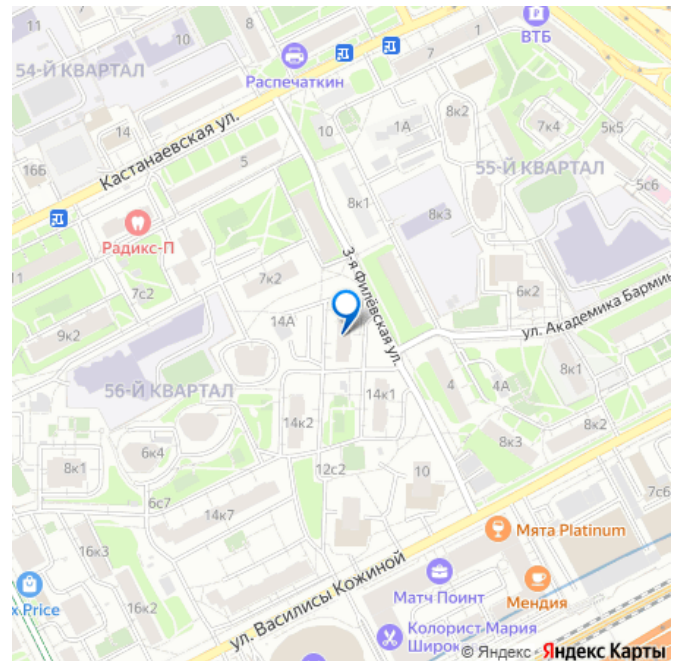 11
10
8
1
ВТБ
54-Й КВАРТАЛ
Распечаткин
7
14
10
1А
8к2
7к4
5к5
16Б
Кастанаевская ул.
5
55-Й КВАРТАЛ
5с6
8к1
8к3
Радикс-П
11
3-я Филёвская ул.
7к2
7с2
6к2
ул. Академика Бармин
14А
9к2
56-Й КВАРТАЛ
4
4А
8к1
14к1
14к2
8к2
8к3
6к4
8к1
12с2
10
6с7
7с6
14к7
Мята Platinum
16к3
ул. Василисы Кожиной
x Price
16к2
Матч Поинт
Мендия
Колорист Мария
Широк
© Яндекс
Яндекс Карты